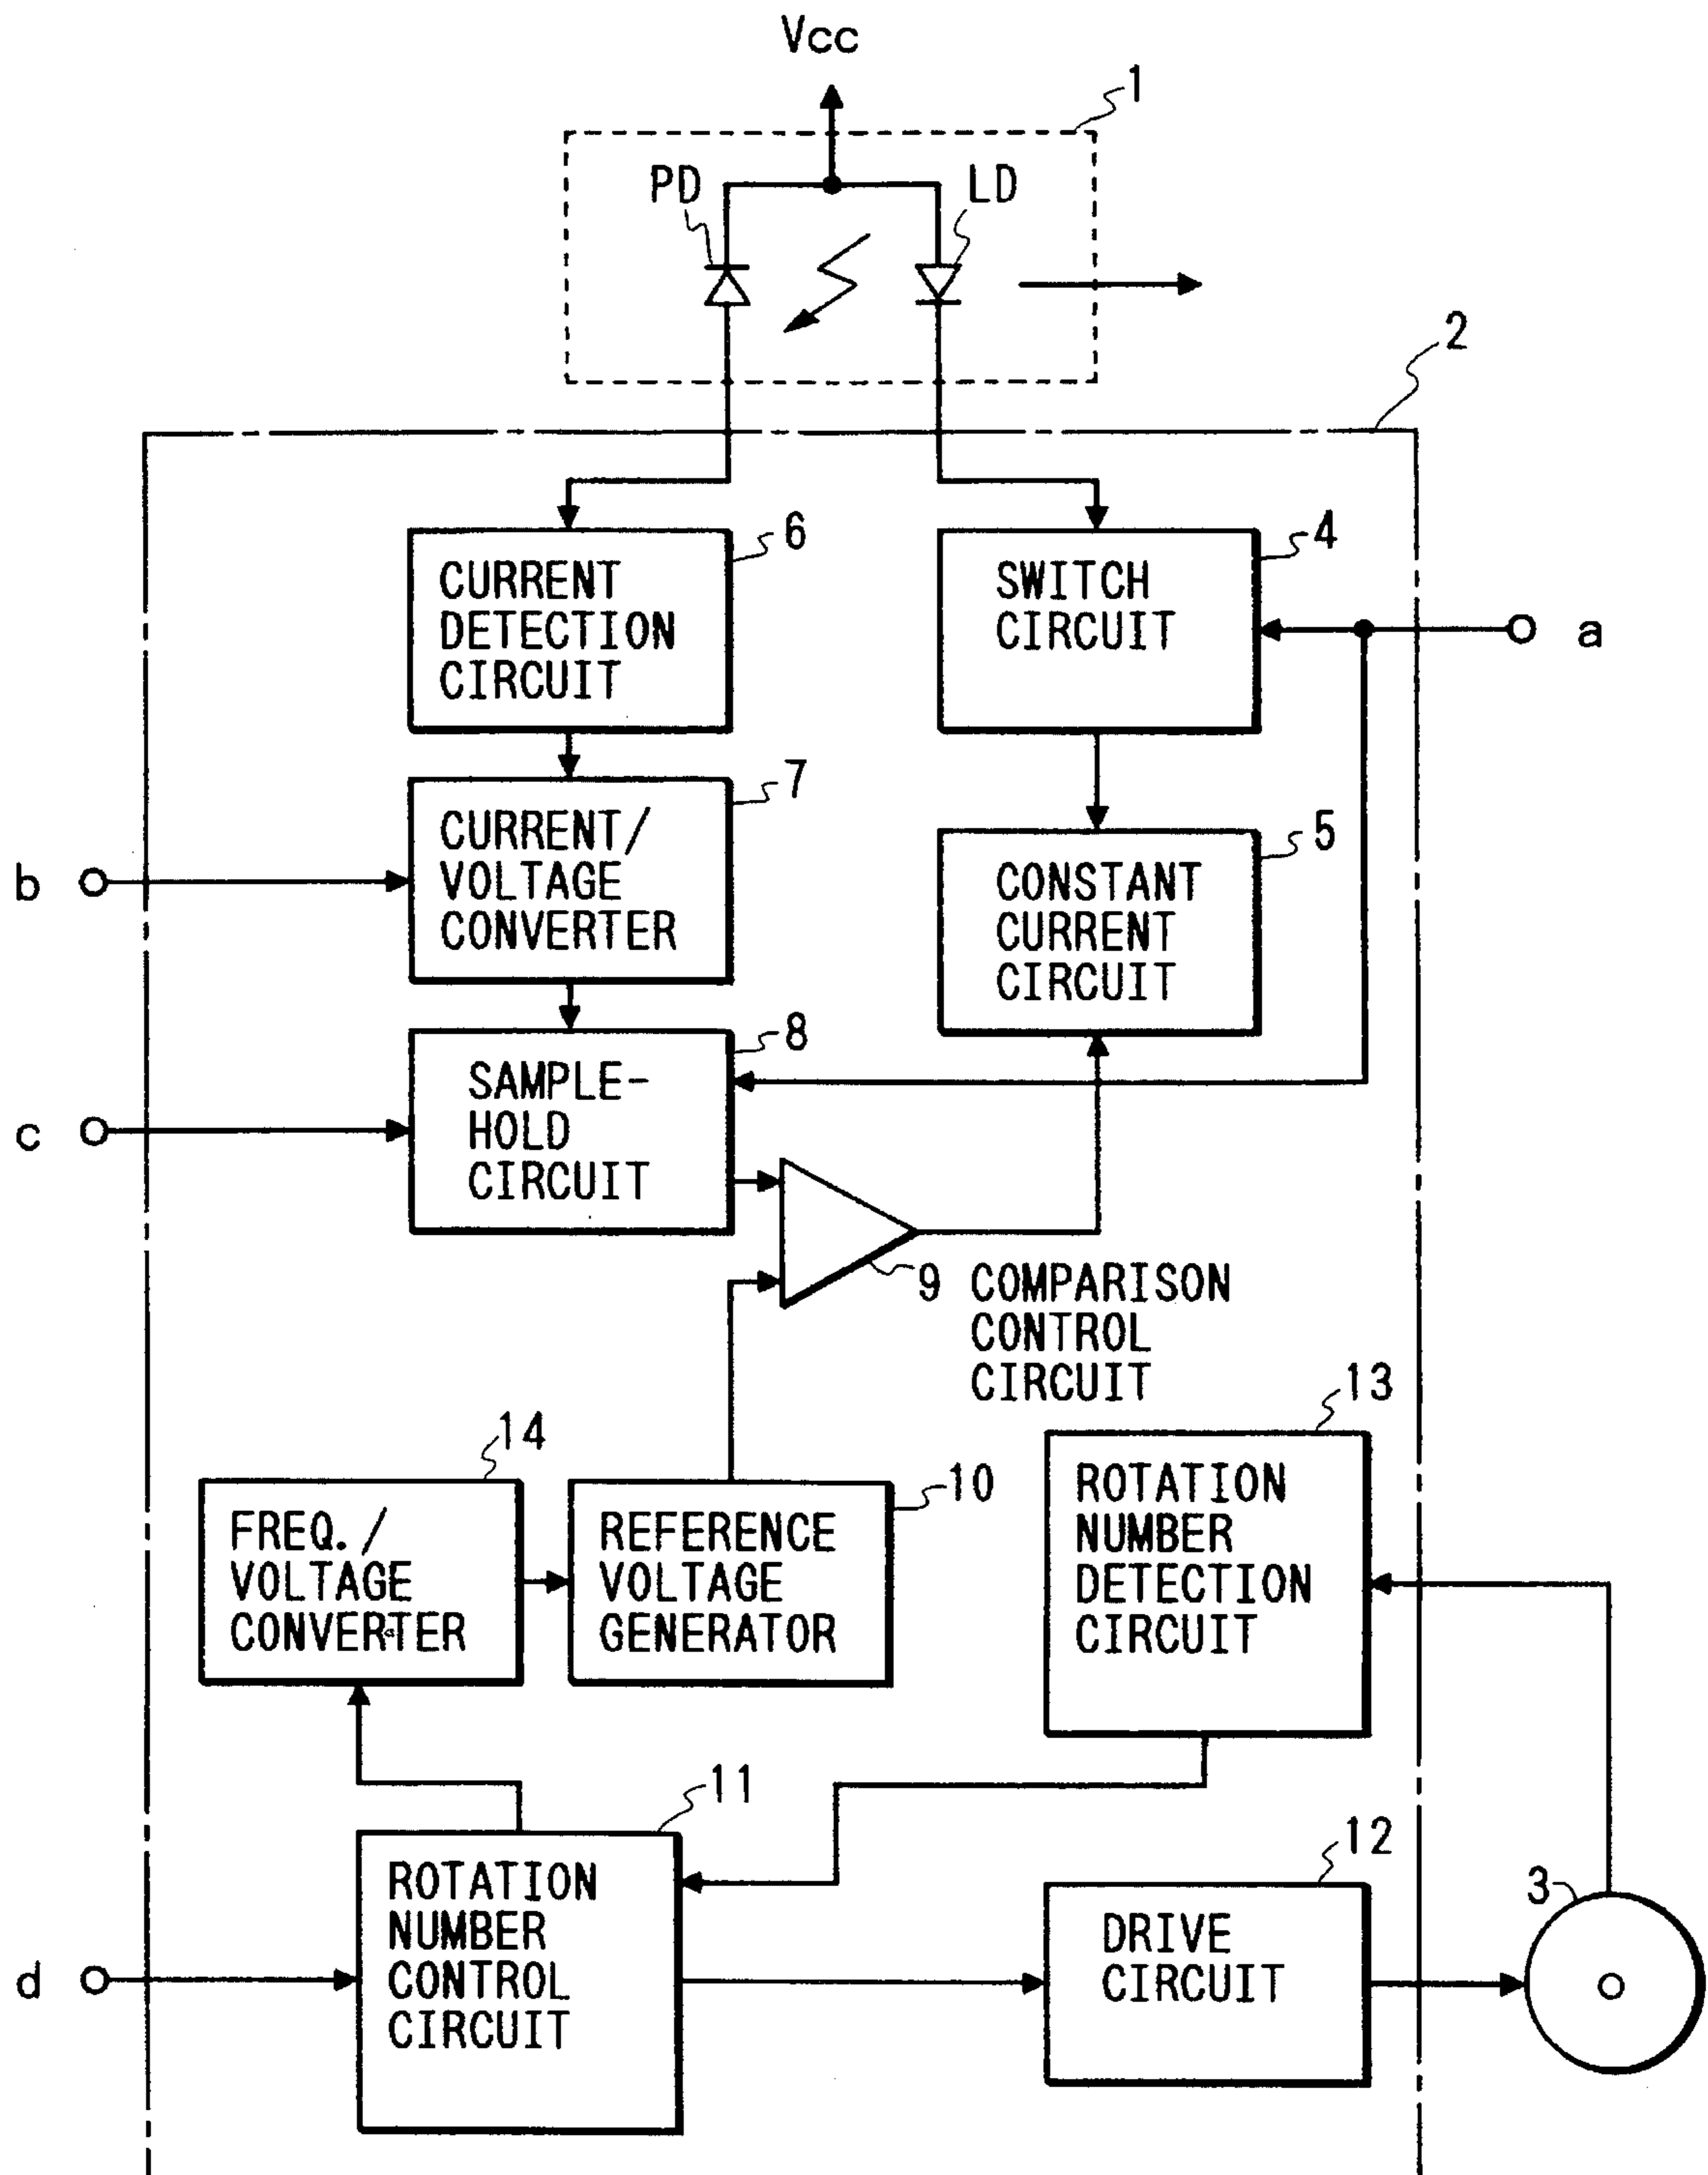 Vcc
1
PD
LD
2
6
CURRENT
DETECTION
CIRCUIT
4
SWITCH
CIRCUIT
a
7
CURRENT/
VOLTAGE
CONVERTER
b
5
CONSTANT
CURRENT
CIRCUIT
8
SAMPLE-
HOLD
CIRCUIT
c
9 COMPARISON
CONTROL
CIRCUIT
14
FREQ./
VOLTAGE
CONVERTER
10
REFERENCE
VOLTAGE
GENERATOR
13
ROTATION
NUMBER
DETECTION
CIRCUIT
11
ROTATION
NUMBER
CONTROL
CIRCUIT
d
12
DRIVE
CIRCUIT
3